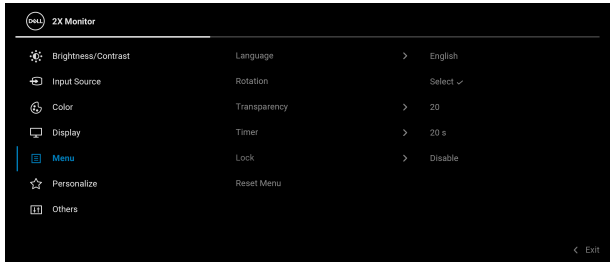 DELL 2X Monitor
Brightness/Contrast Language > English
Input Source Rotation Select ✓
Color Transparency > 20
Display Timer > 20 s
Menu Lock > Disable
Personalize Reset Menu
Others
< Exit